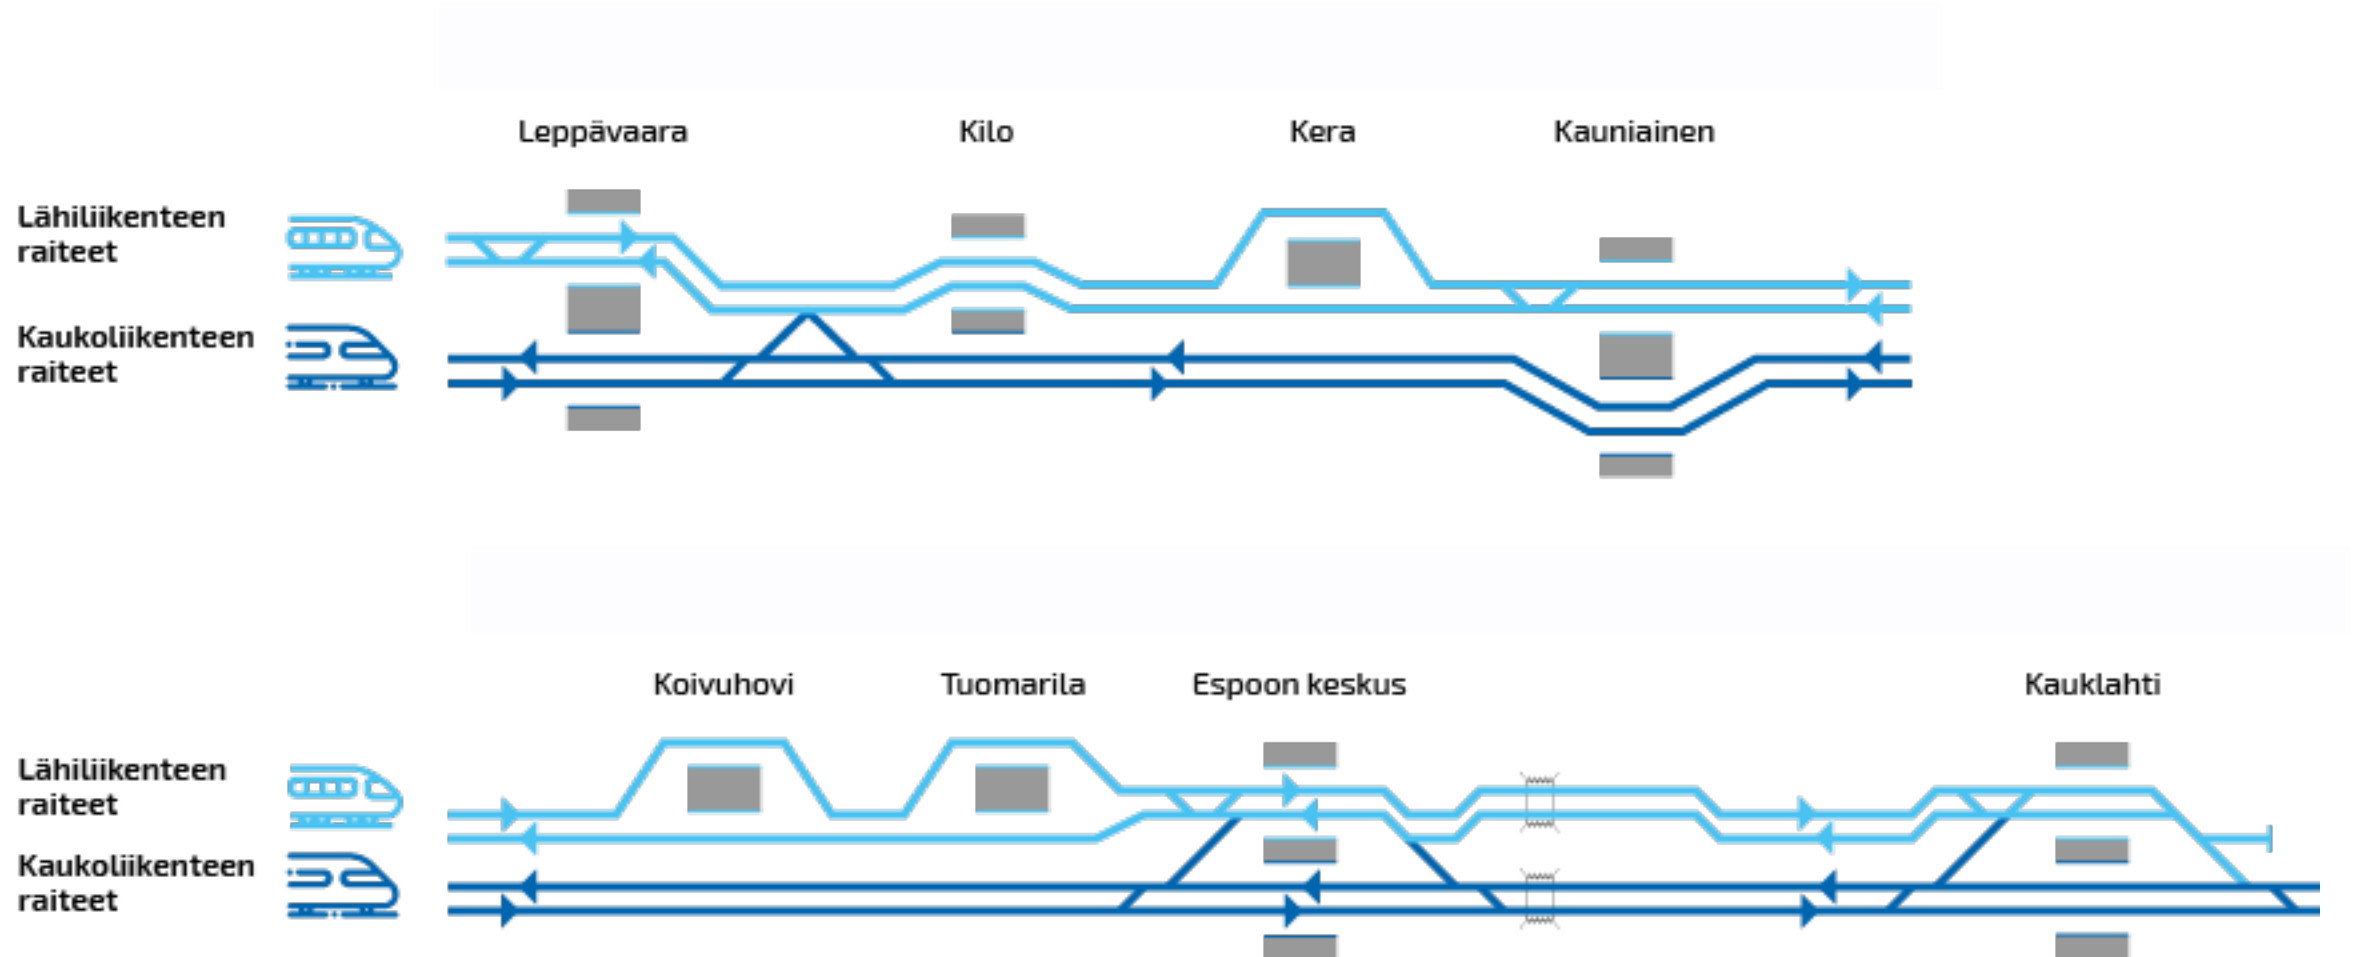 Leppävaara
Kilo
Kera
Kauniainen
Lähiliikenteen
raiteet
Kaukoliikenteen
raiteet
Koivuhovi
Tuomarila
Espoon keskus
Kauklahti
Lähiliikenteen
raiteet
Kaukoliikenteen
raiteet